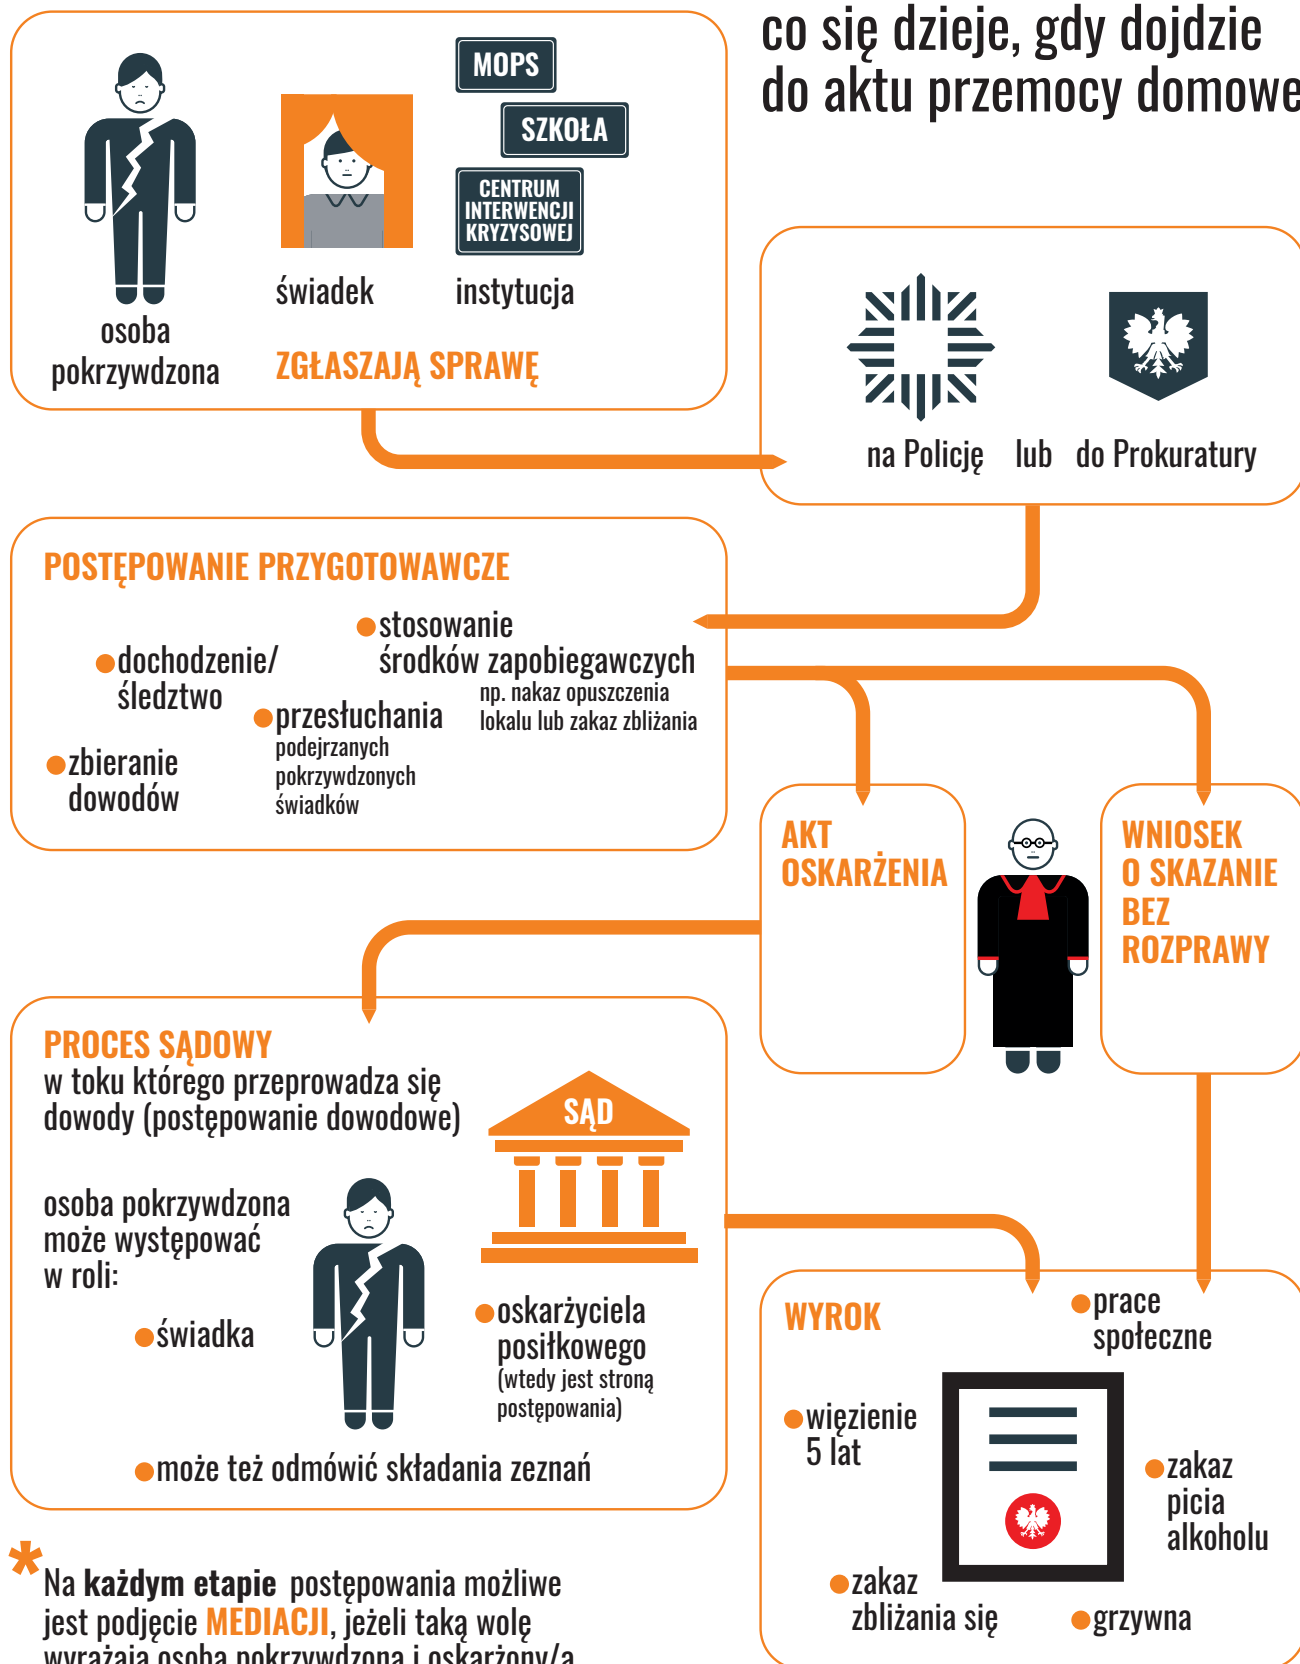 co się dzieje, gdy dojdzie
do aktu przemocy domowe
MOPS
SZKOŁA
CENTRUM
INTERWENCJI
KRYZYSOWEJ
osoba
pokrzywdzona
świadek
instytucja
ZGŁASZAJĄ SPRAWĘ
na Policję lub do Prokuratury
POSTĘPOWANIE PRZYGOTOWAWCZE
dochodzenie/
śledztwo
stosowanie
środków zapobiegawczych
np. nakaz opuszczenia
lokalu lub zakaz zbliżania
przesłuchania
podejrzanych
pokrzywdzonych
świadków
zbieranie
dowodów
AKT
OSKARŻENIA
WNIOSEK
O SKAZANIE
BEZ
ROZPRAWY
PROCES SĄDOWY
w toku którego przeprowadza się
dowody (postępowanie dowodowe)
SĄD
osoba pokrzywdzona
może występować
w roli:
świadka
oskarżyciela
posiłkowego
(wtedy jest stroną
postępowania)
może też odmówić składania zeznań
WYROK
prace
społeczne
więzienie
5 lat
zakaz
picia
alkoholu
zakaz
zbliżania się
grzywna
* Na każdym etapie postępowania możliwe
jest podjęcie MEDIACJI, jeżeli taką wolę
wyrażają osoba pokrzywdzona i oskarżony/a